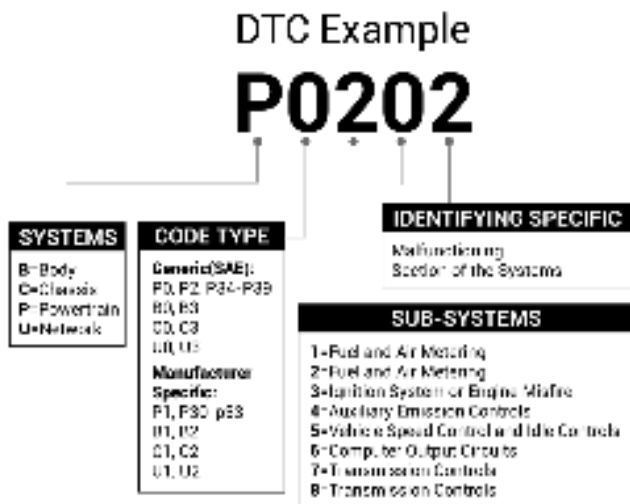 DTC Example
P0202
SYSTEMS
B=Body
C=Chassis
P=Powertrain
U=Network
CODE TYPE
Generic(SAE):
P0, P2, P34-P39
B0, B3
C0, C3
U0, U3
Manufacturer
Specific:
P1, P30-p33
B1, B2
C1, C2
U1, U2
IDENTIFYING SPECIFIC
Malfunctioning
Section of the Systems
SUB-SYSTEMS
1=Fuel and Air Metering
2=Fuel and Air Metering
3=Ignition System or Engine Misfire
4=Auxiliary Emission Controls
5=Vehicle Speed Control and Idle Controls
6=Computer Output Circuits
7=Transmission Controls
8=Transmission Controls